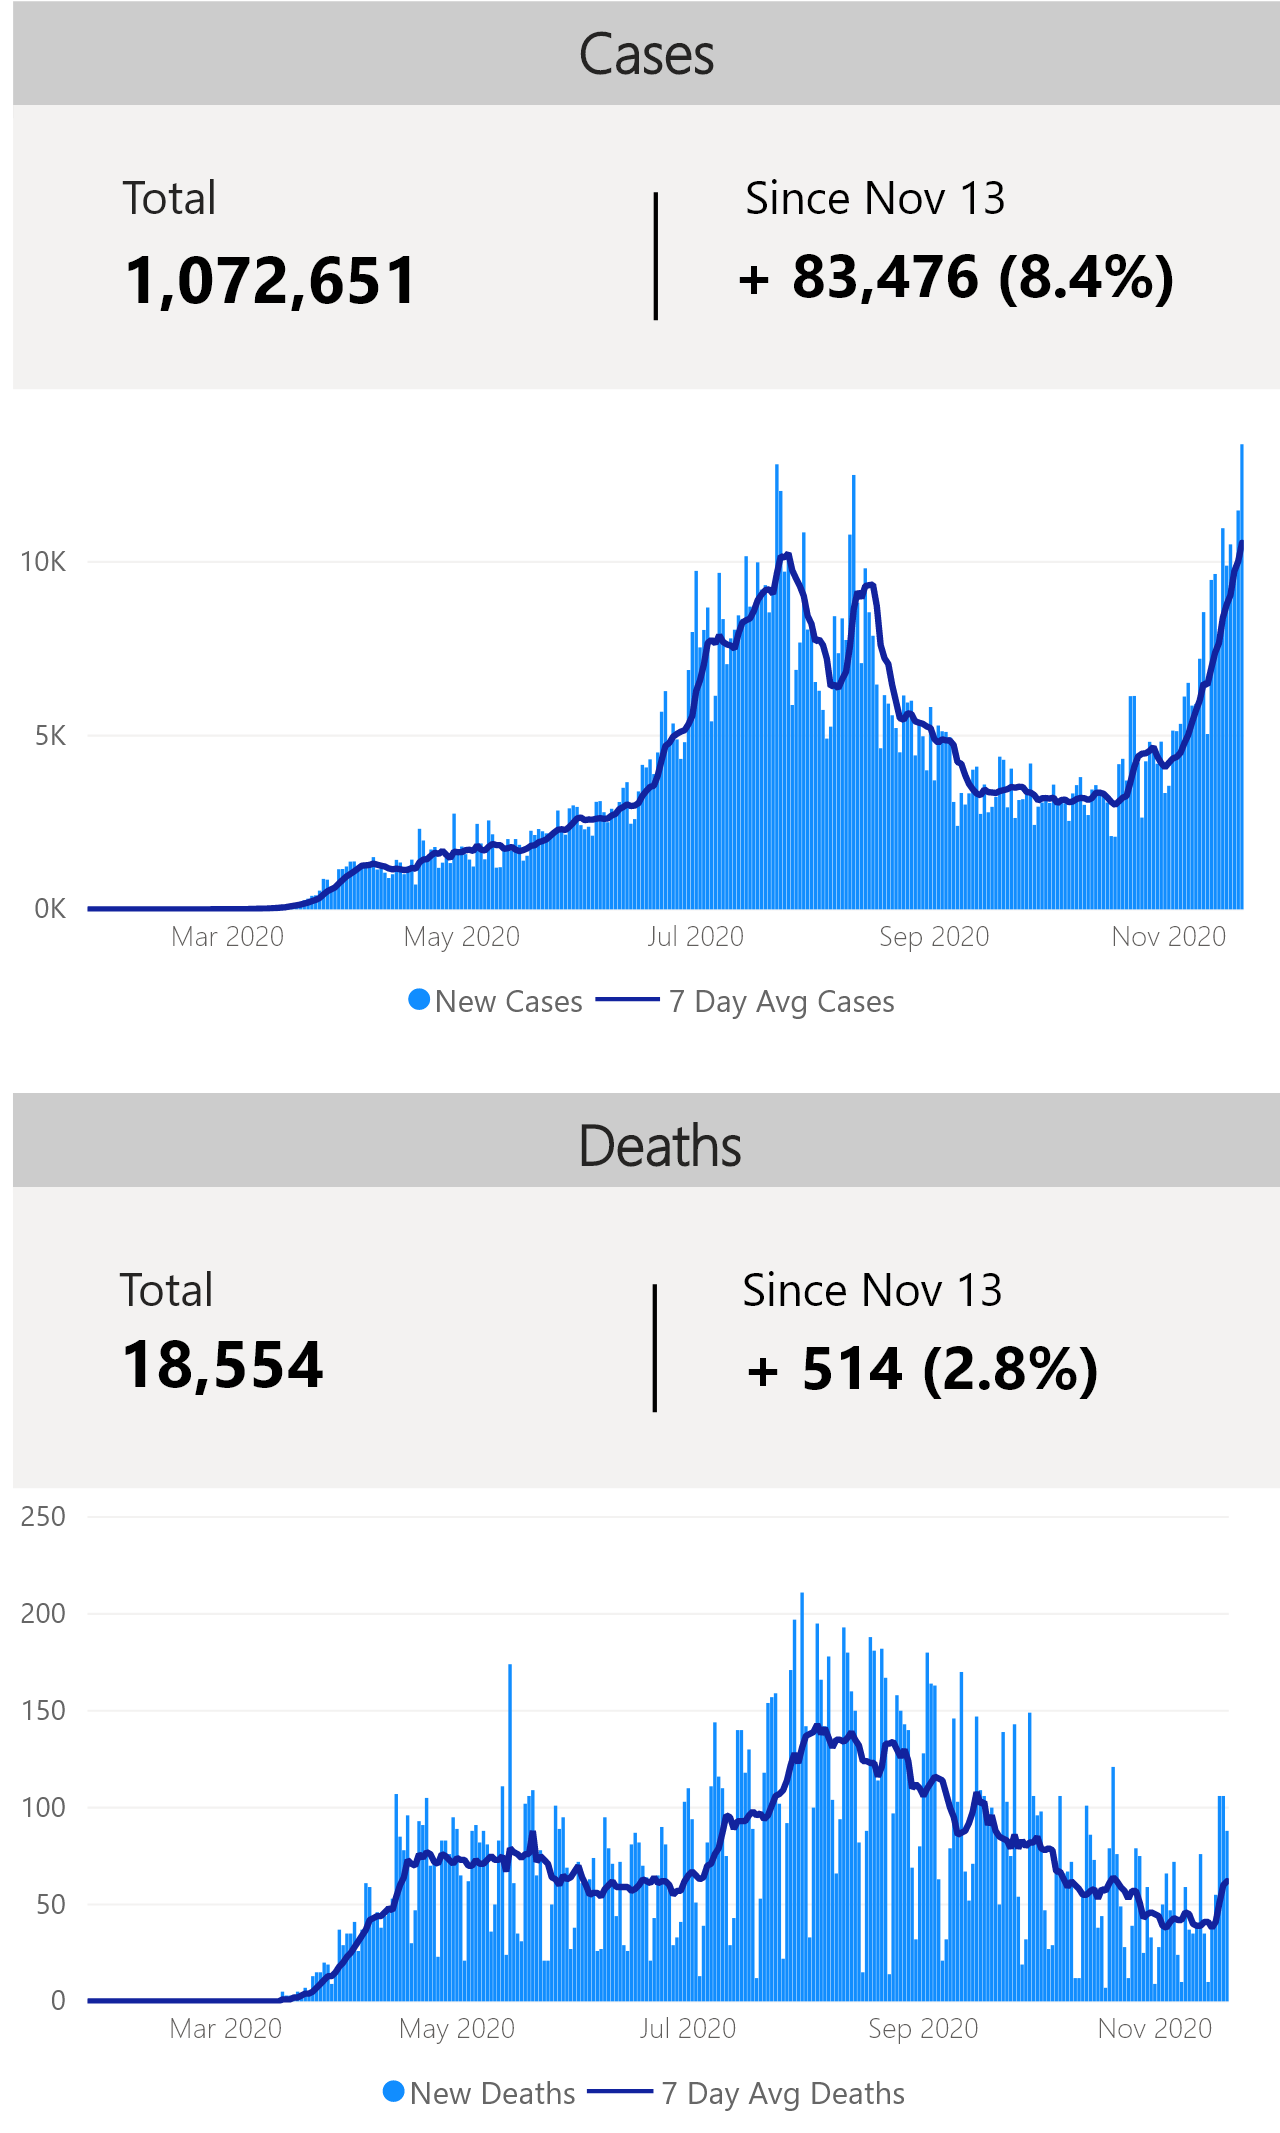 Cases
Total
Since Nov 13
1,072,651
+ 83,476 (8.4%)
10K
5K
0K
Mar 2020
May 2020
Jul 2020
Sep 2020
Nov 2020
New Cases
7 Day Avg Cases
Deaths
Total
Since Nov 13
18,554
+ 514 (2.8%)
250
200
150
100
50
0
Mar 2020
May 2020
Jul 2020
Sep 2020
Nov 2020
New Deaths
7 Day Avg Deaths